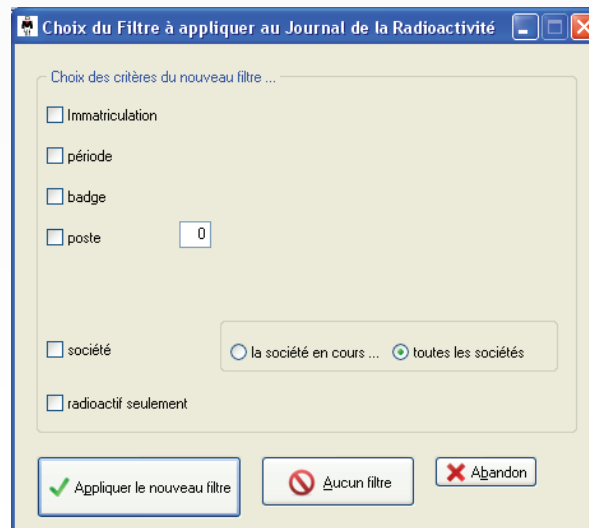 Choix du Filtre à appliquer au Journal de la Radioactivité
Choix des critères du nouveau filtre ...
Immatriculation
période
badge
poste 0
société la société en cours ... toutes les sociétés
radioactif seulement
Appliquer le nouveau filtre Aucun filtre Abandon